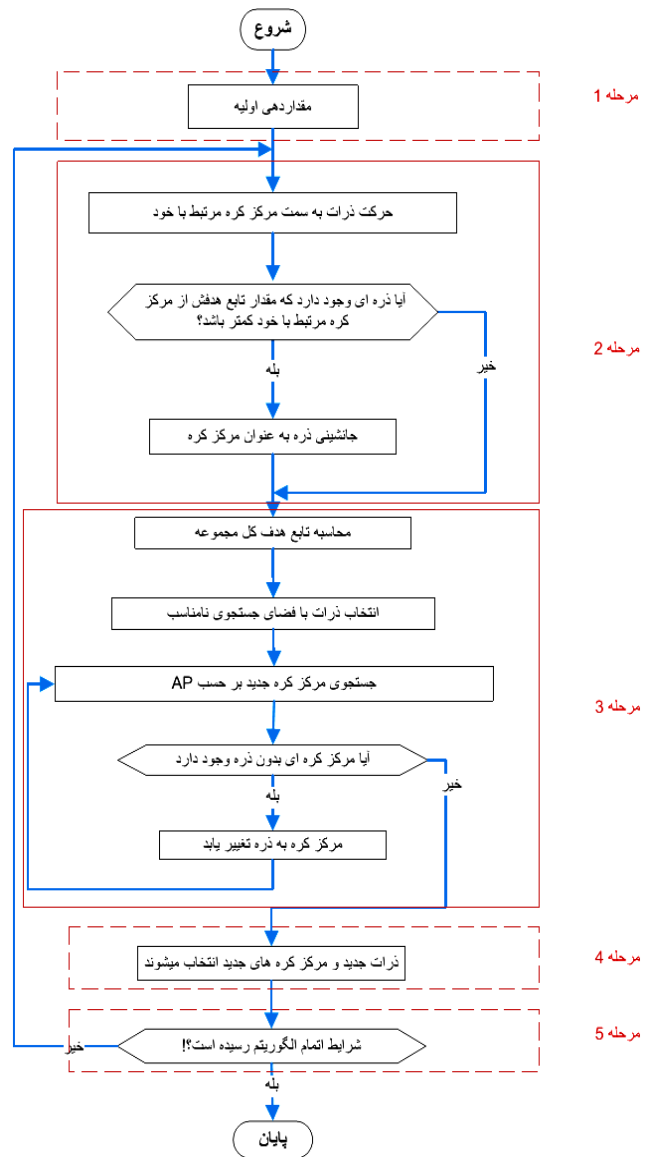 شروع
مرحله 1
مقداردهی اولیه
حرکت ذرات به سمت مرکز کره مرتبط با خود
آیا ذره ای وجود دارد که مقدار تابع هدفش از مرکز
کره مرتبط با خود کمتر باشد؟
مرحله 2
خیر
بله
جانشینی ذره به عنوان مرکز کره
محاسبه تابع هدف کل مجموعه
انتخاب ذرات با فضای جستجوی نامناسب
جستجوی مرکز کره جدید بر حسب AP
مرحله 3
آیا مرکز کره ای بدون ذره وجود دارد
خیر
بله
مرکز کره به ذره تغییر یابد
مرحله 4
ذرات جدید و مرکز کره های جدید انتخاب میشوند
مرحله 5
شرایط اتمام الگوریتم رسیده است؟!
خیر
بله
پایان